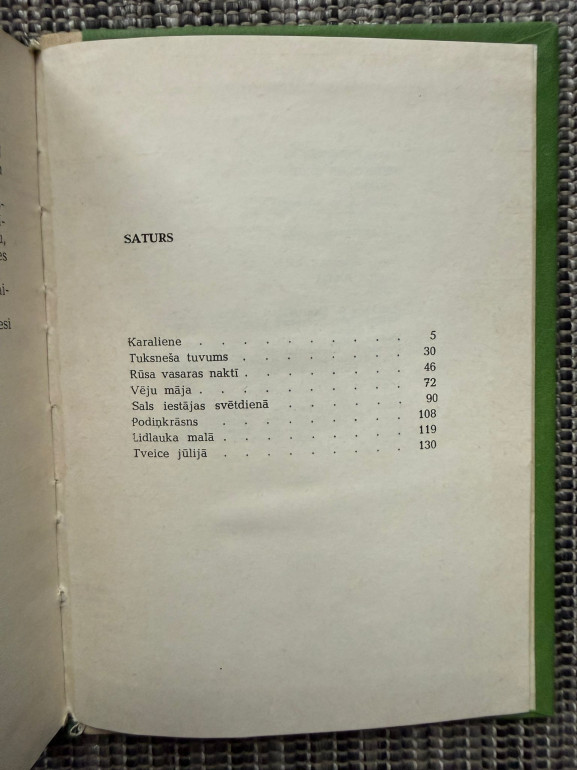 SATURS
Karaliene . . . . . . . . . . 5
Tuksneša tuvums . . . . . . . . 30
Rūsa vasaras naktī . . . . . . . . 46
Vēju māja . . . . . . . . . . 72
Sals iestājas svētdienā . . . . . . 90
Podiņkrāsns . . . . . . . . . 108
Lidlauka malā . . . . . . . . . 119
Tveice jūlijā . . . . . . . . . 130